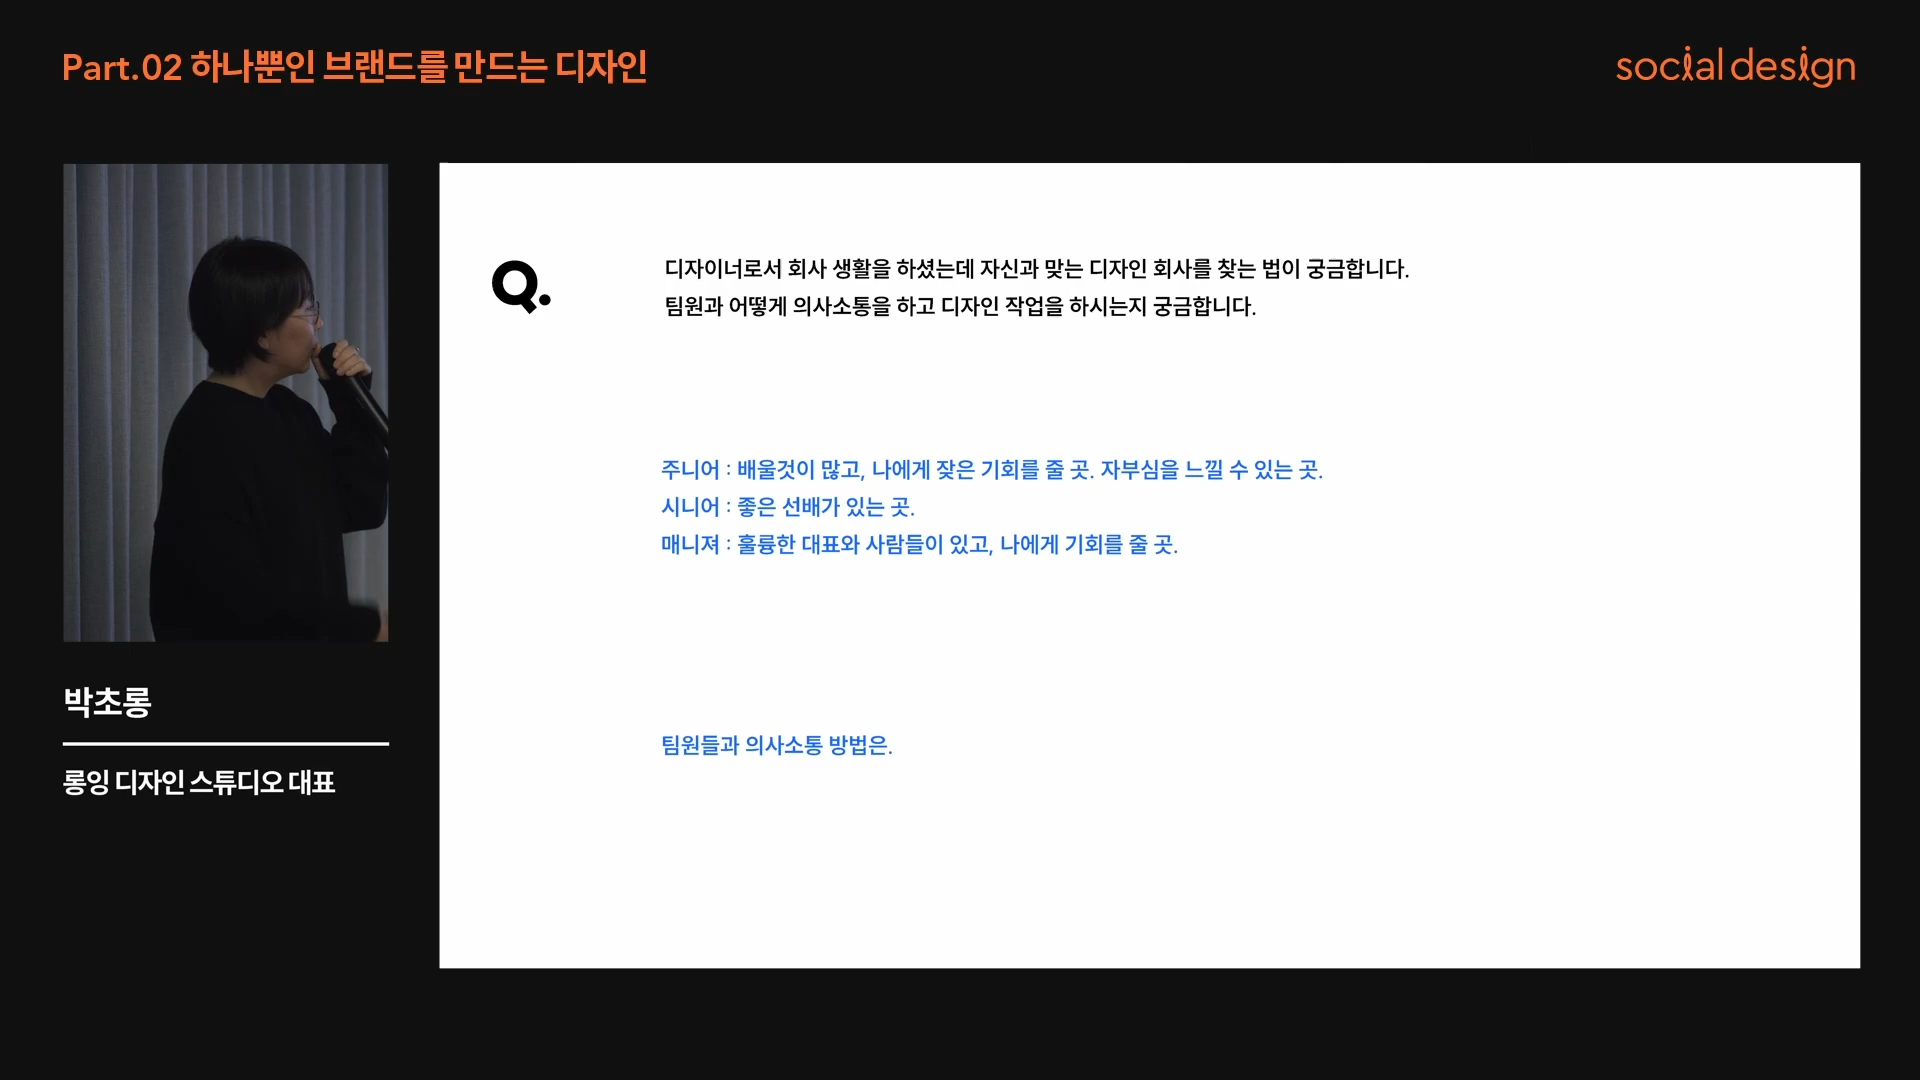 Part.02 하나뿐인 브랜드를 만드는 디자인
social design
Q.
디자이너로서 회사 생활을 하셨는데 자신과 맞는 디자인 회사를 찾는 법이 궁금합니다.
팀원과 어떻게 의사소통을 하고 디자인 작업을 하시는지 궁금합니다.
주니어 : 배울것이 많고, 나에게 잦은 기회를 줄 곳. 자부심을 느낄 수 있는 곳.
시니어 : 좋은 선배가 있는 곳.
매니져 : 훌륭한 대표와 사람들이 있고, 나에게 기회를 줄 곳.
팀원들과 의사소통 방법은.
박초롱
롱잉 디자인 스튜디오 대표